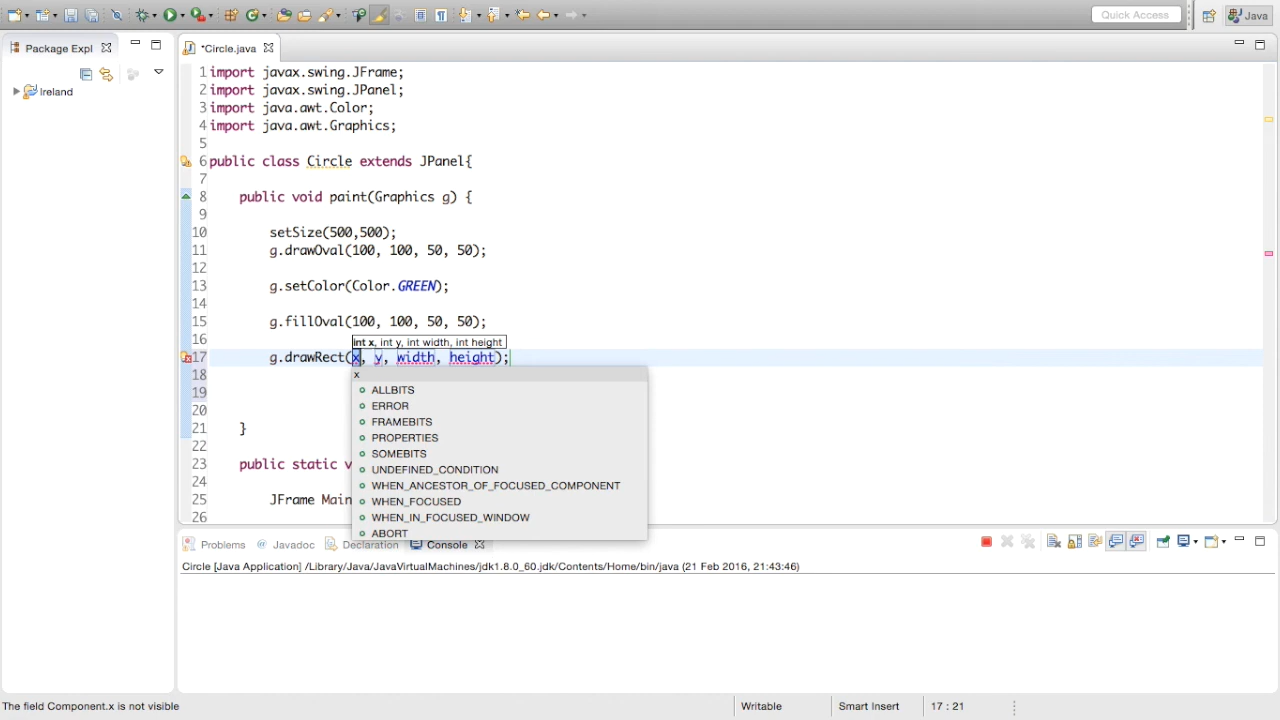 Quick Access
Java
Package Expl
*Circle.java
Ireland
1 import javax.swing.JFrame;
2 import javax.swing.JPanel;
3 import java.awt.Color;
4 import java.awt.Graphics;
5
6 public class Circle extends JPanel{
7
8 public void paint(Graphics g) {
9
10 setSize(500,500);
11 g.drawOval(100, 100, 50, 50);
12
13 g.setColor(Color.GREEN);
14
15 g.fillOval(100, 100, 50, 50);
16
int x, int y, int width, int height
17 g.drawRect(x, y, width, height);
18
x
ALLBITS
19
ERROR
20
FRAMEBITS
21 }
PROPERTIES
22
SOMEBITS
23 public static v
UNDEFINED_CONDITION
24
WHEN_ANCESTOR_OF_FOCUSED_COMPONENT
25 JFrame Main
WHEN_FOCUSED
26
WHEN_IN_FOCUSED_WINDOW
ABORT
Problems @ Javadoc Declaration Console
Circle [Java Application] /Library/Java/JavaVirtualMachines/jdk1.8.0_60.jdk/Contents/Home/bin/java (21 Feb 2016, 21:43:46)
The field Component.x is not visible
Writable
Smart Insert
17 : 21